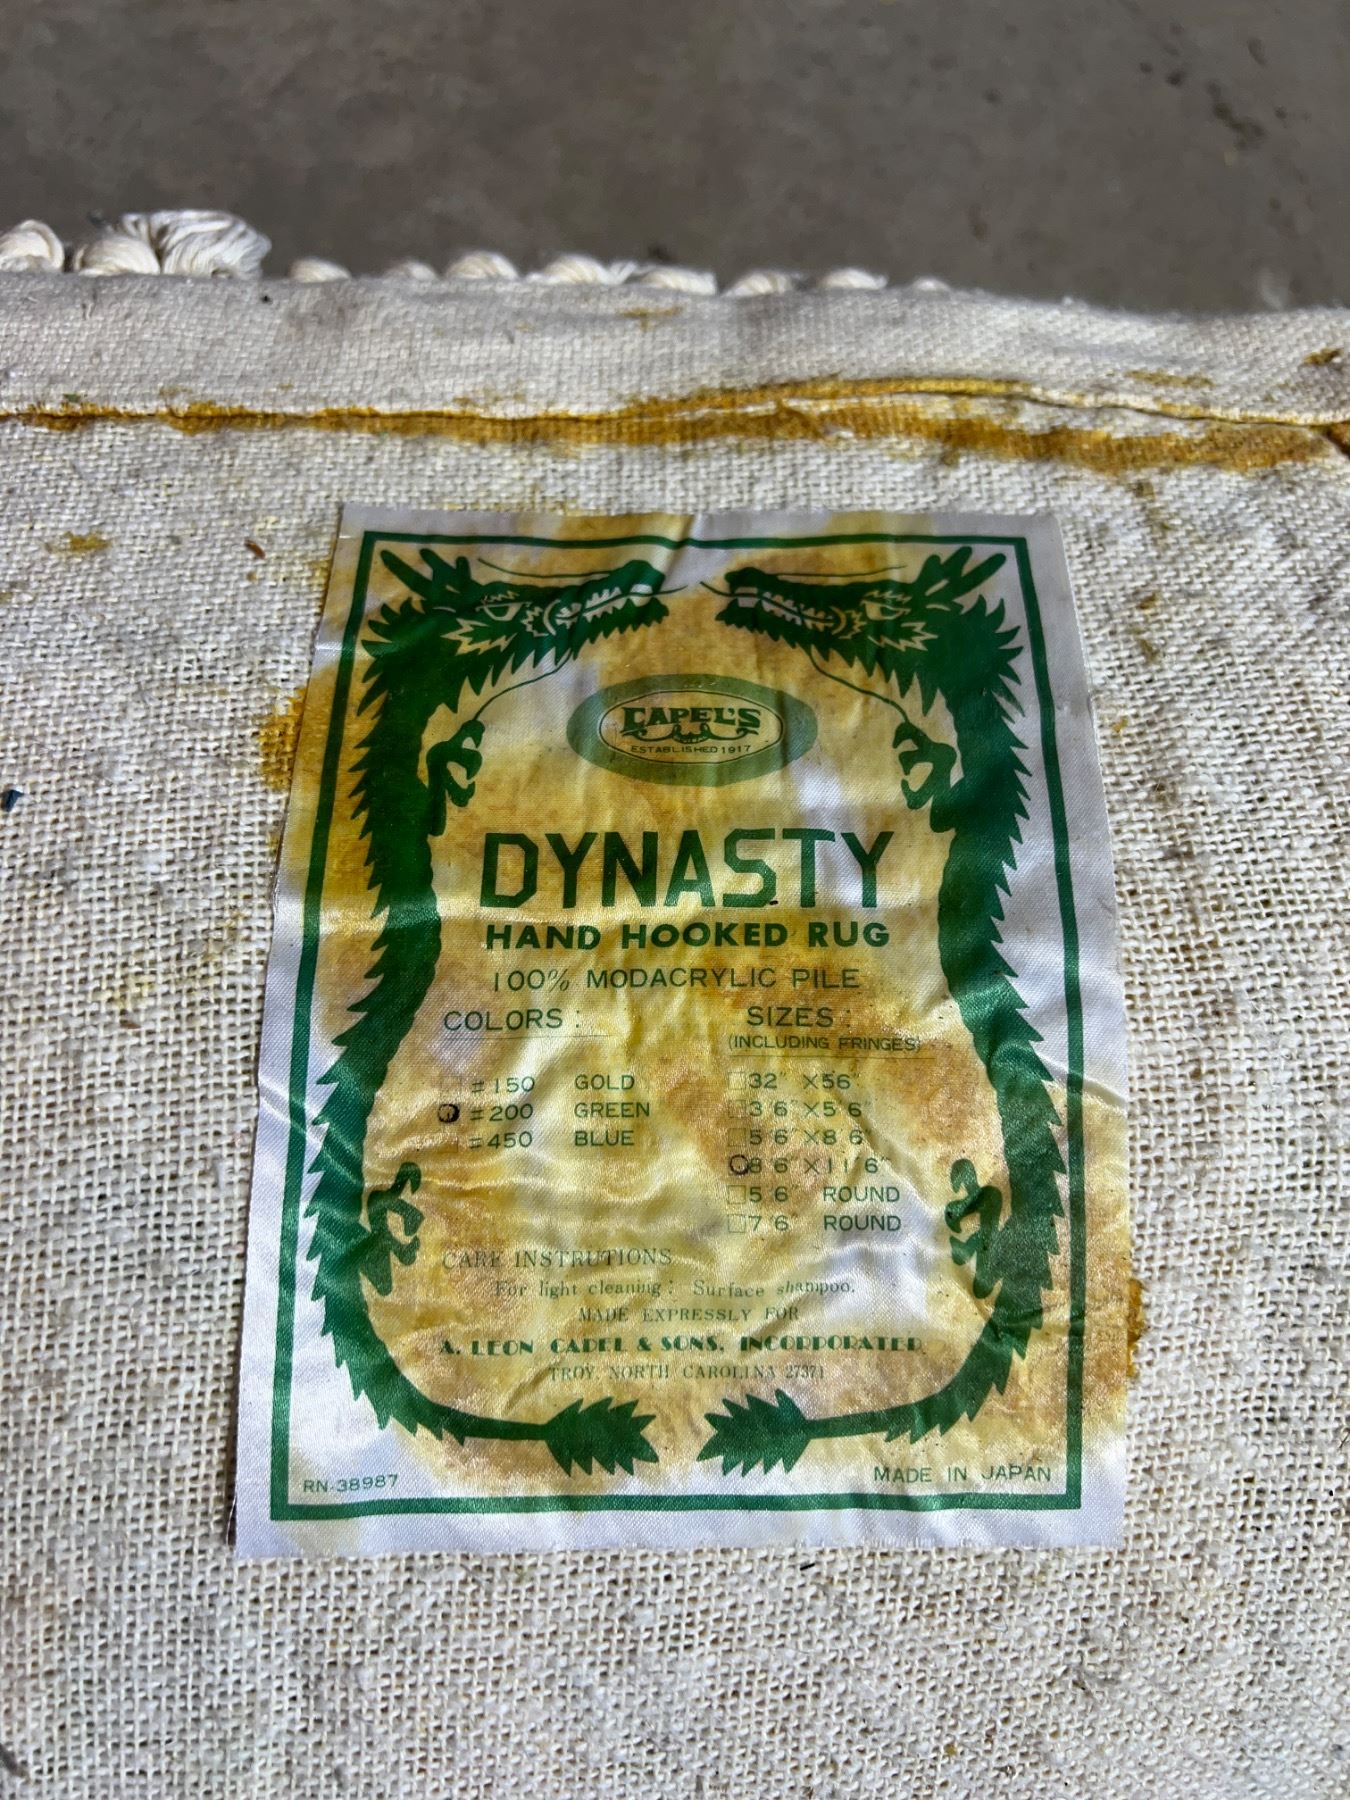 CAPEL'S
ESTABLISHED 1917
DYNASTY
HAND HOOKED RUG
100% MODACRYLIC PILE
COLORS :
#150 GOLD
#200 GREEN
#450 BLUE
SIZES :
(INCLUDING FRINGES)
32" X56"
3'6"X5'6"
5'6"X8'6"
8'6"X11'6"
5'6" ROUND
7'6" ROUND
CARE INSTRUTIONS
For light cleaning : Surface shampoo.
MADE EXPRESSLY FOR
A. LEON CAPEL & SONS, INCORPORATED
TROY, NORTH CAROLINA 27371
RN-38987
MADE IN JAPAN